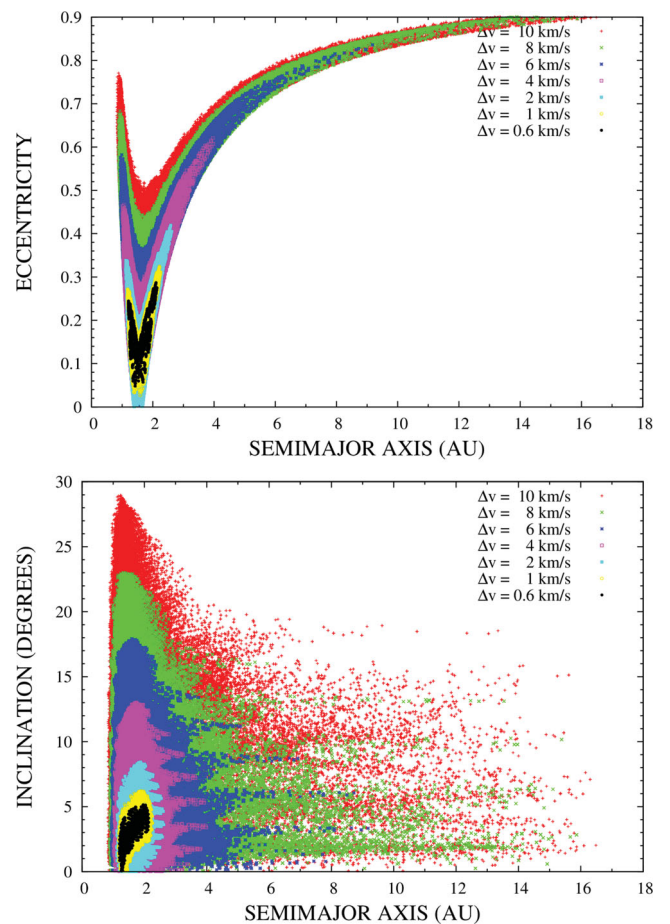 0.9
0.8
0.7
0.6
0.5
0.4
0.3
0.2
0.1
0
ECCENTRICITY
Δv = 10 km/s
Δv = 8 km/s
Δv = 6 km/s
Δv = 4 km/s
Δv = 2 km/s
Δv = 1 km/s
Δv = 0.6 km/s
0 2 4 6 8 10 12 14 16 18
SEMIMAJOR AXIS (AU)
30
25
20
15
10
5
0
INCLINATION (DEGREES)
Δv = 10 km/s
Δv = 8 km/s
Δv = 6 km/s
Δv = 4 km/s
Δv = 2 km/s
Δv = 1 km/s
Δv = 0.6 km/s
0 2 4 6 8 10 12 14 16 18
SEMIMAJOR AXIS (AU)